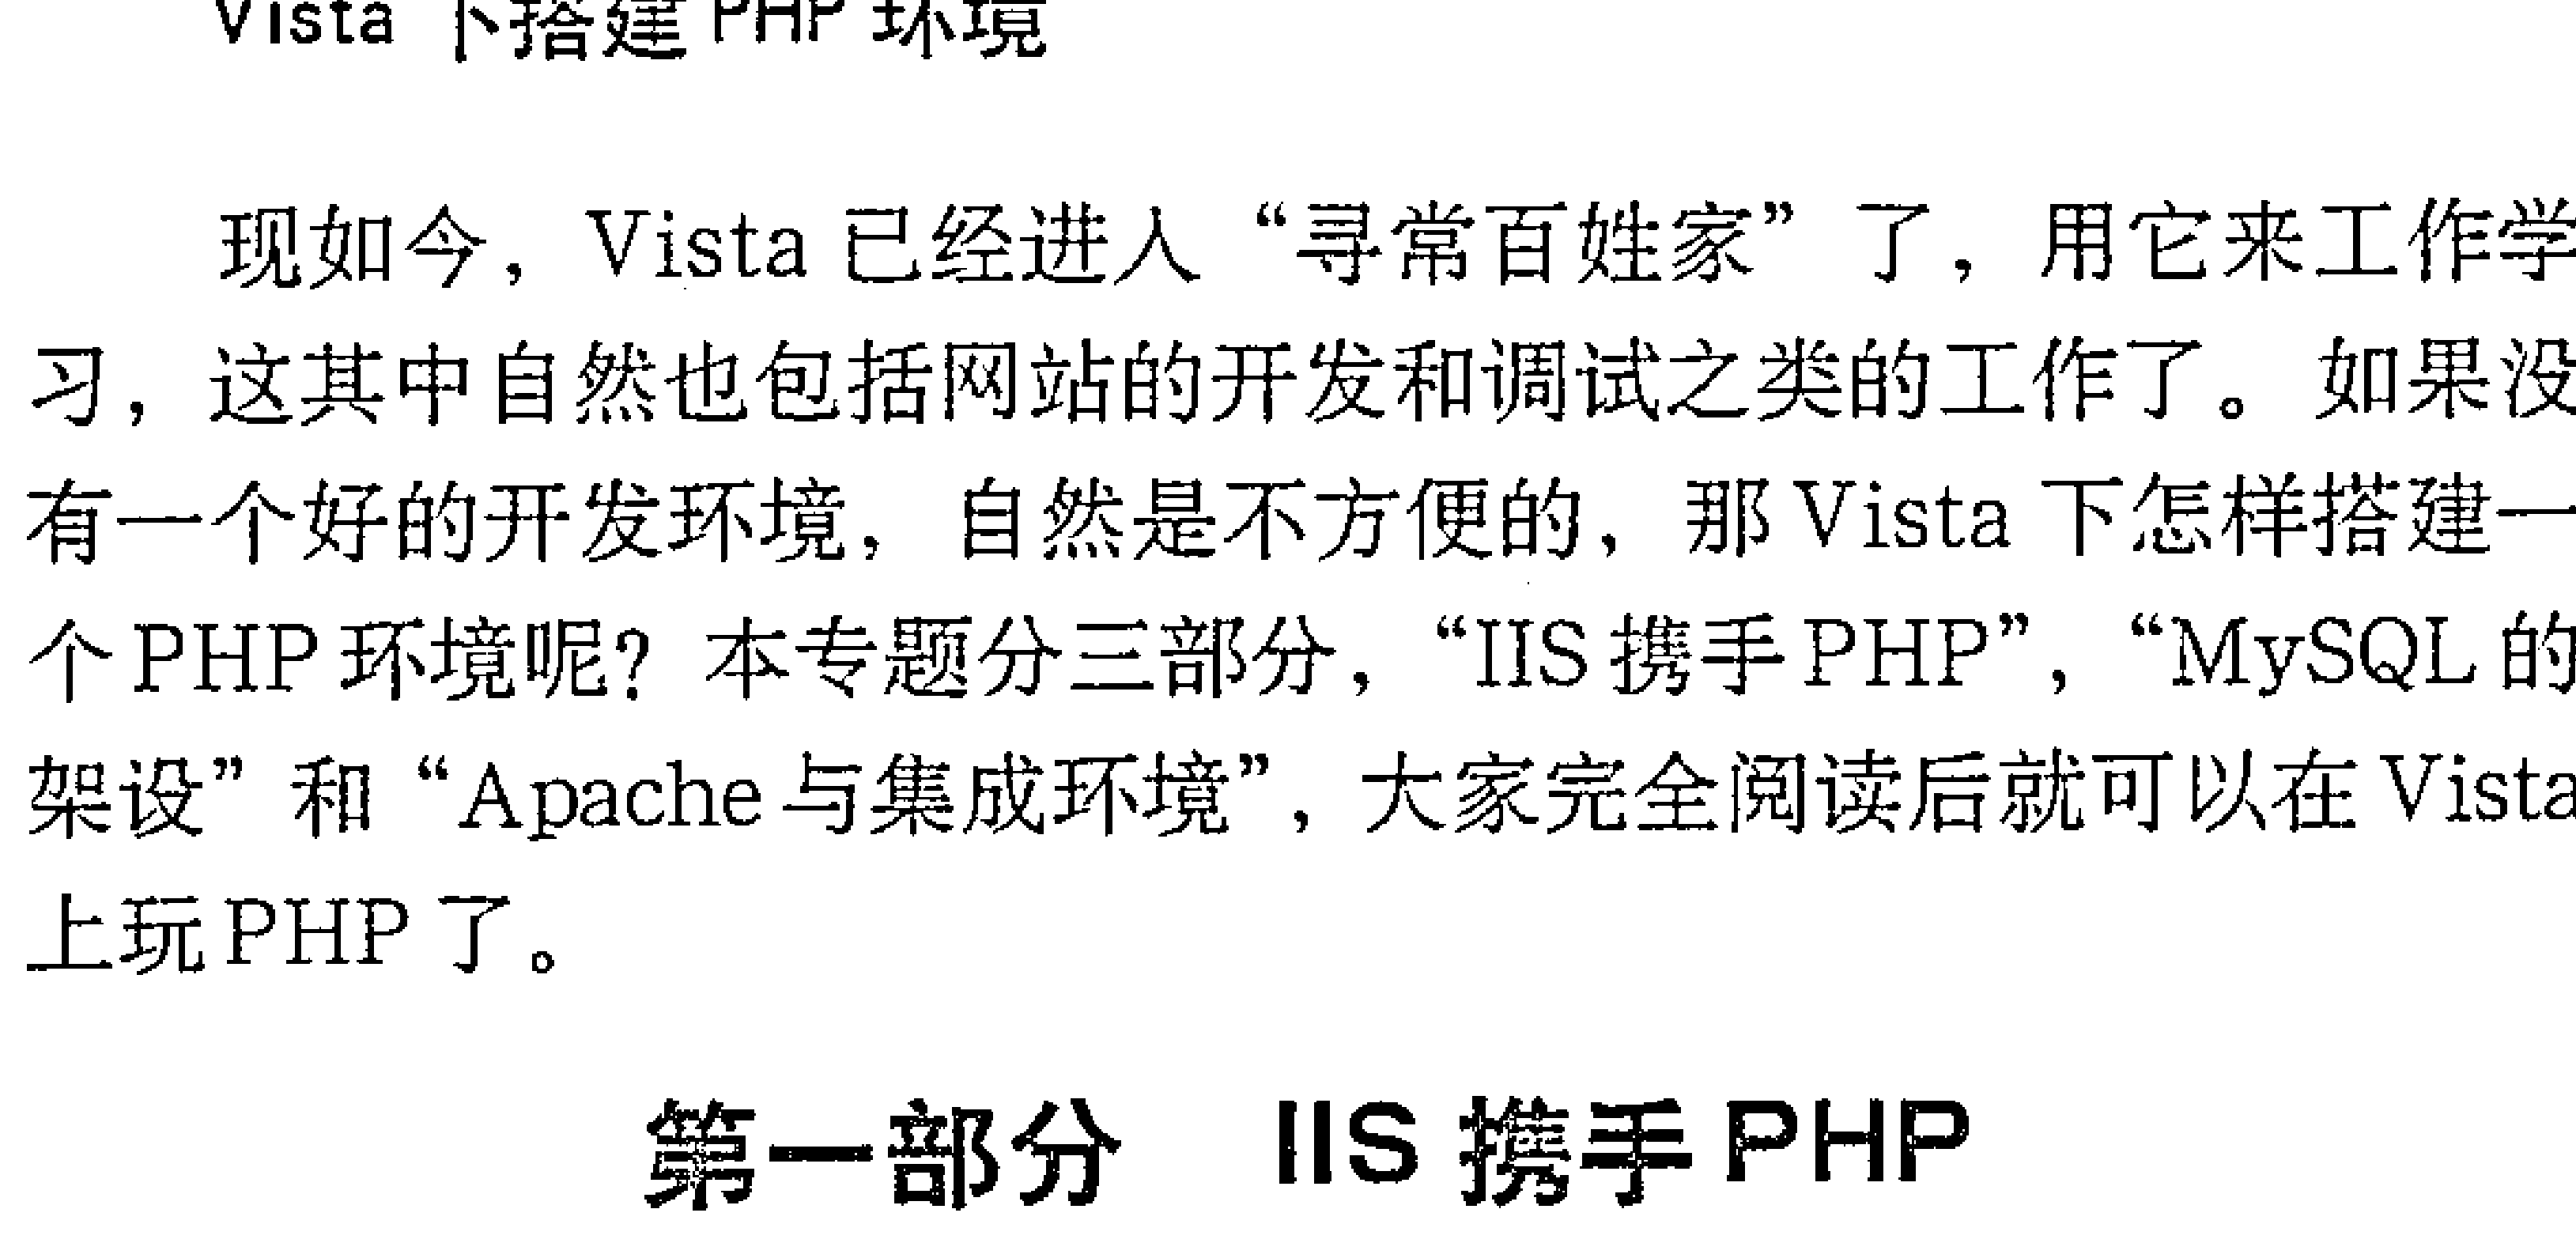 Vista 下搭建 PHP 环境
现如今，Vista 已经进入“寻常百姓家”了，用它来工作学
习，这其中自然也包括网站的开发和调试之类的工作了。如果没
有一个好的开发环境，自然是不方便的，那 Vista 下怎样搭建一
个 PHP 环境呢？本专题分三部分，“IIS 携手 PHP”，“MySQL 的
架设”和“Apache 与集成环境”，大家完全阅读后就可以在 Vista
上玩 PHP 了。
第一部分 IIS 携手 PHP